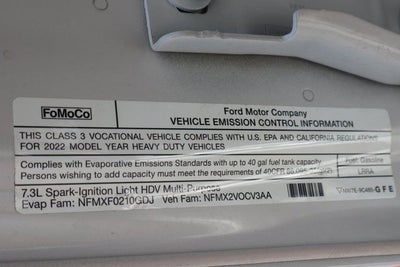 FoMoCo
Ford Motor Company
VEHICLE EMISSION CONTROL INFORMATION
THIS CLASS 3 VOCATIONAL VEHICLE COMPLIES WITH U.S. EPA AND CALIFORNIA REGULATIONS
FOR 2022 MODEL YEAR HEAVY DUTY VEHICLES
Complies with Evaporative Emissions Standards with up to 40 gal fuel tank capacity.
Persons wishing to add capacity must meet the requirements of 40CFR
Fuel: Gasoline
LRRA
7.3L Spark-Ignition Light HDV Multi-Purpose
Evap Fam: NFMXF0210GDJ Veh Fam: NFMX2VOCV3AA
GFE